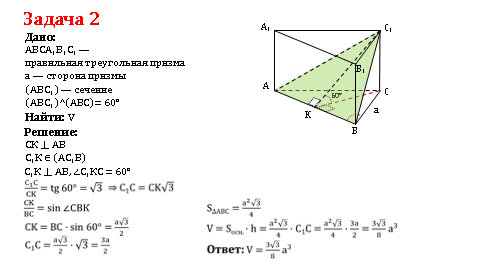 Задача 2
Дано:
ABCA₁B₁C₁ —
правильная треугольная призма
a — сторона призмы
(ABC₁) — сечение
(ABC₁)^(ABC) = 60°
Найти: V
Решение:
CK ⊥ AB
C₁K ∈ (AC₁B)
C₁K ⊥ AB, ∠C₁KC = 60°
C₁C/CK = tg 60° = √3 ⇒ C₁C = CK√3
CK/BC = sin ∠CBK
CK = BC · sin 60° = a√3/2
C₁C = a√3/2 · √3 = 3a/2
S∆ABC = a²√3/4
V = Sосн. · h = a²√3/4 · C₁C = a²√3/4 · 3a/2 = 3√3/8 a³
Ответ: V = 3√3/8 a³
A₁
C₁
B₁
A
60°
C
K
a
B